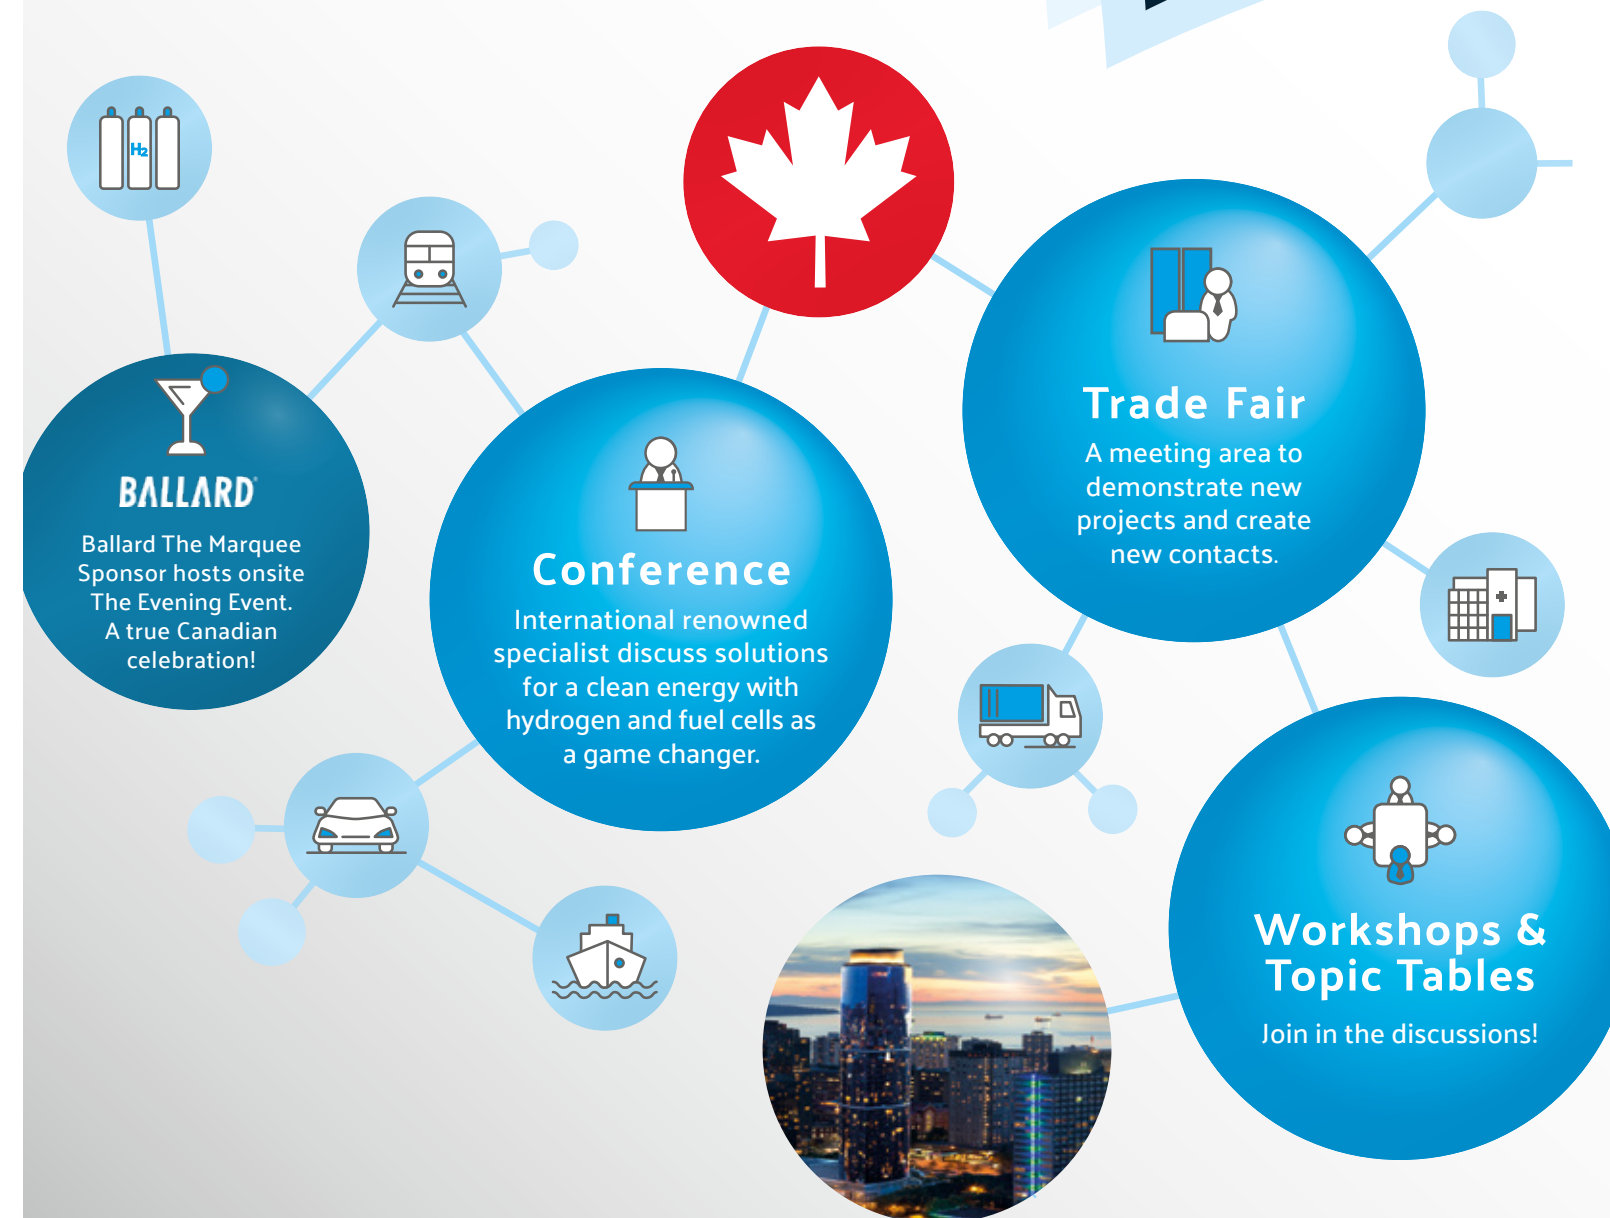 H2
BALLARD
Ballard The Marquee
Sponsor hosts onsite
The Evening Event.
A true Canadian
celebration!
Conference
International renowned
specialist discuss solutions
for a clean energy with
hydrogen and fuel cells as
a game changer.
Trade Fair
A meeting area to
demonstrate new
projects and create
new contacts.
Workshops &
Topic Tables
Join in the discussions!